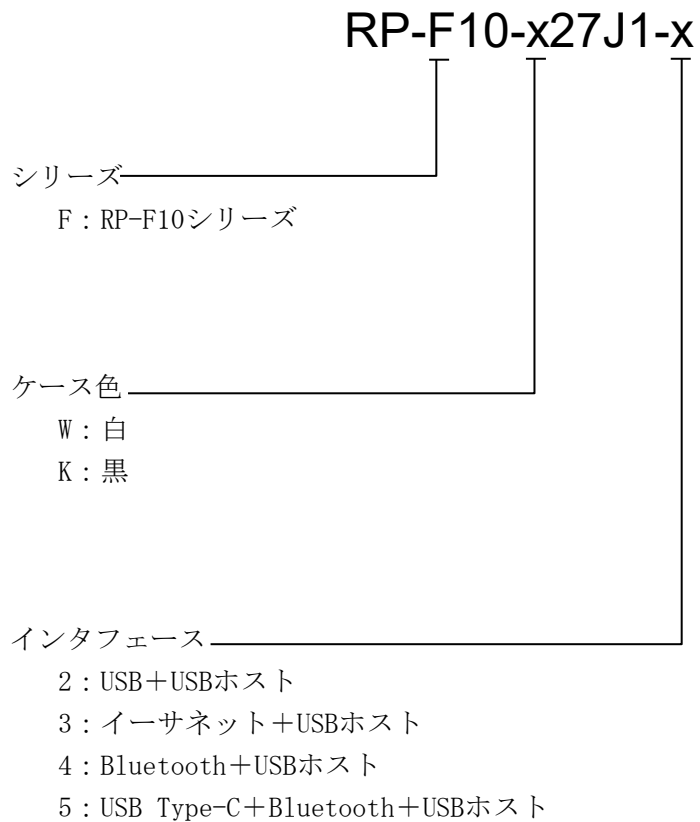 RP-F10-x27J1-x
シリーズ
F：RP-F10シリーズ
ケース色
W：白
K：黒
インタフェース
2：USB＋USBホスト
3：イーサネット＋USBホスト
4：Bluetooth＋USBホスト
5：USB Type-C＋Bluetooth＋USBホスト